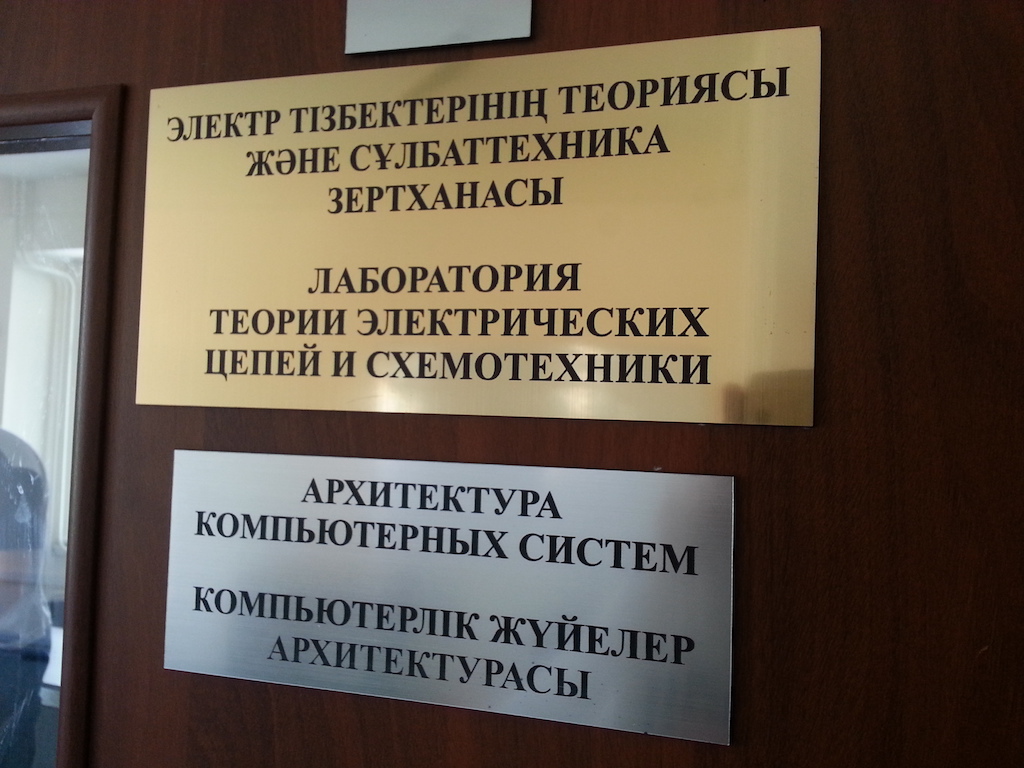 ЭЛЕКТР ТІЗБЕКТЕРІНІҢ ТЕОРИЯСЫ
ЖӘНЕ СҰЛБАТТЕХНИКА
ЗЕРТХАНАСЫ
ЛАБОРАТОРИЯ
ТЕОРИИ ЭЛЕКТРИЧЕСКИХ
ЦЕПЕЙ И СХЕМОТЕХНИКИ
АРХИТЕКТУРА
КОМПЬЮТЕРНЫХ СИСТЕМ
КОМПЬЮТЕРЛІК ЖҮЙЕЛЕР
АРХИТЕКТУРАСЫ